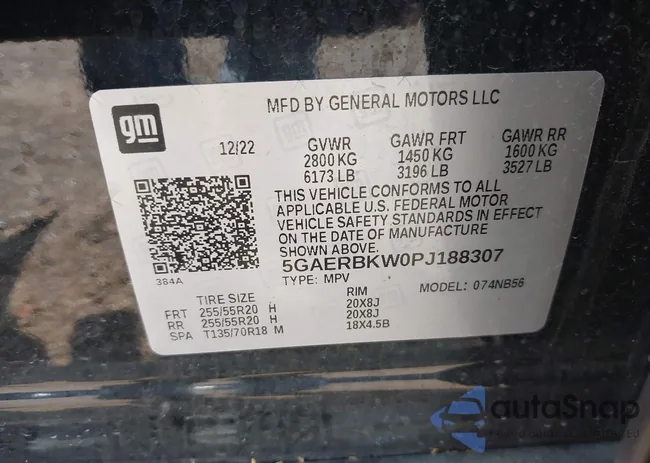 MFD BY GENERAL MOTORS LLC
gm
12/22 GVWR GAWR FRT GAWR RR
2800 KG 1450 KG 1600 KG
6173 LB 3196 LB 3527 LB
THIS VEHICLE CONFORMS TO ALL
APPLICABLE U.S. FEDERAL MOTOR
VEHICLE SAFETY STANDARDS IN EFFECT
ON THE DATE OF MANUFACTURE
SHOWN ABOVE.
384A
5GAERBKW0PJ188307
TYPE: MPV MODEL: 074NB56
TIRE SIZE RIM
FRT 255/55R20 H 20X8J
RR 255/55R20 H 20X8J
SPA T135/70R18 M 18X4.5B
autoSnap